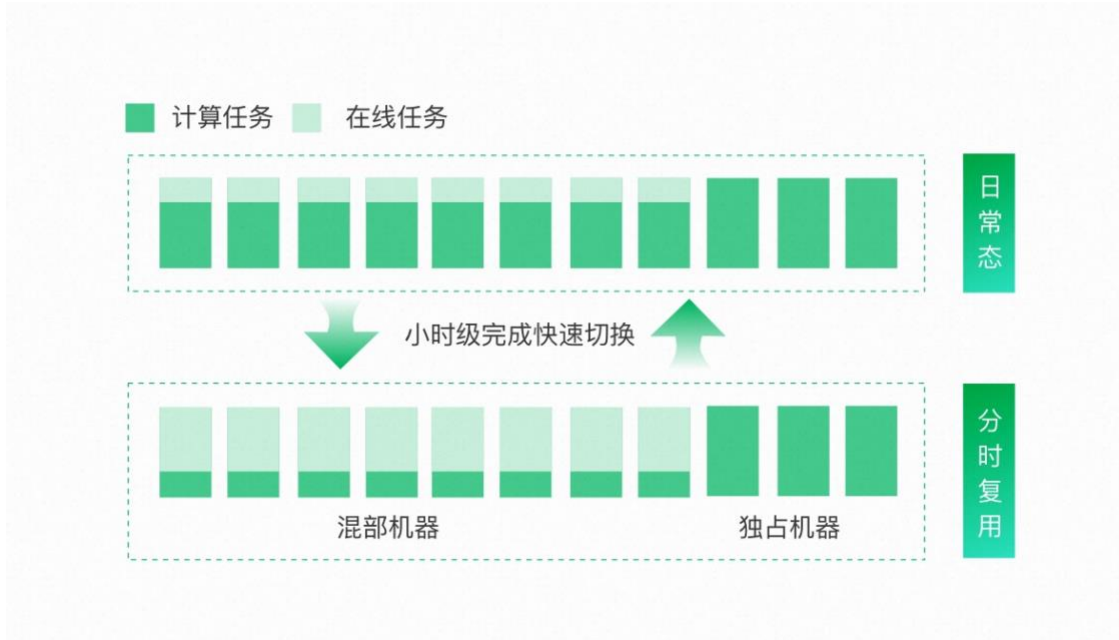 计算任务 在线任务
日常态
小时级完成快速切换
分时复用
混部机器 独占机器